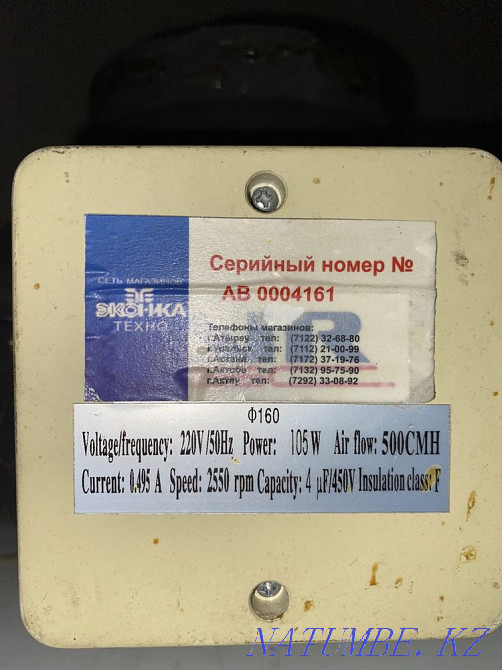 СЕТЬ МАГАЗИНОВ
ЭКОНИКА
ТЕХНО
Серийный номер №
АВ 0004161
Телефоны магазинов:
г.Атырау тел: (7122) 32-68-80
г.Уральск тел: (7112) 21-00-99
г.Астана тел: (7172) 37-19-76
г.Актобе тел: (7132) 95-75-90
г.Актау тел: (7292) 33-08-92
Φ160
Voltage/frequency: 220V/50Hz Power: 105W Air flow: 500CMH
Current: 0.495 A Speed: 2550 rpm Capacity: 4 μF/450V Insulation class: F
NATUMBE.KZ